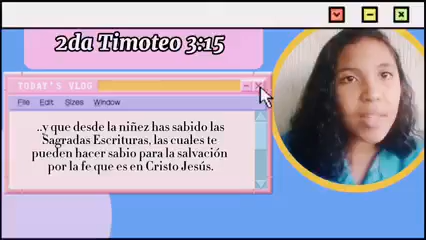 2da Timoteo 3:15
TODAY'S VLOG
File Edit Sizes Window
..y que desde la niñez has sabido las
Sagradas Escrituras, las cuales te
pueden hacer sabio para la salvación
por la fe que es en Cristo Jesús.